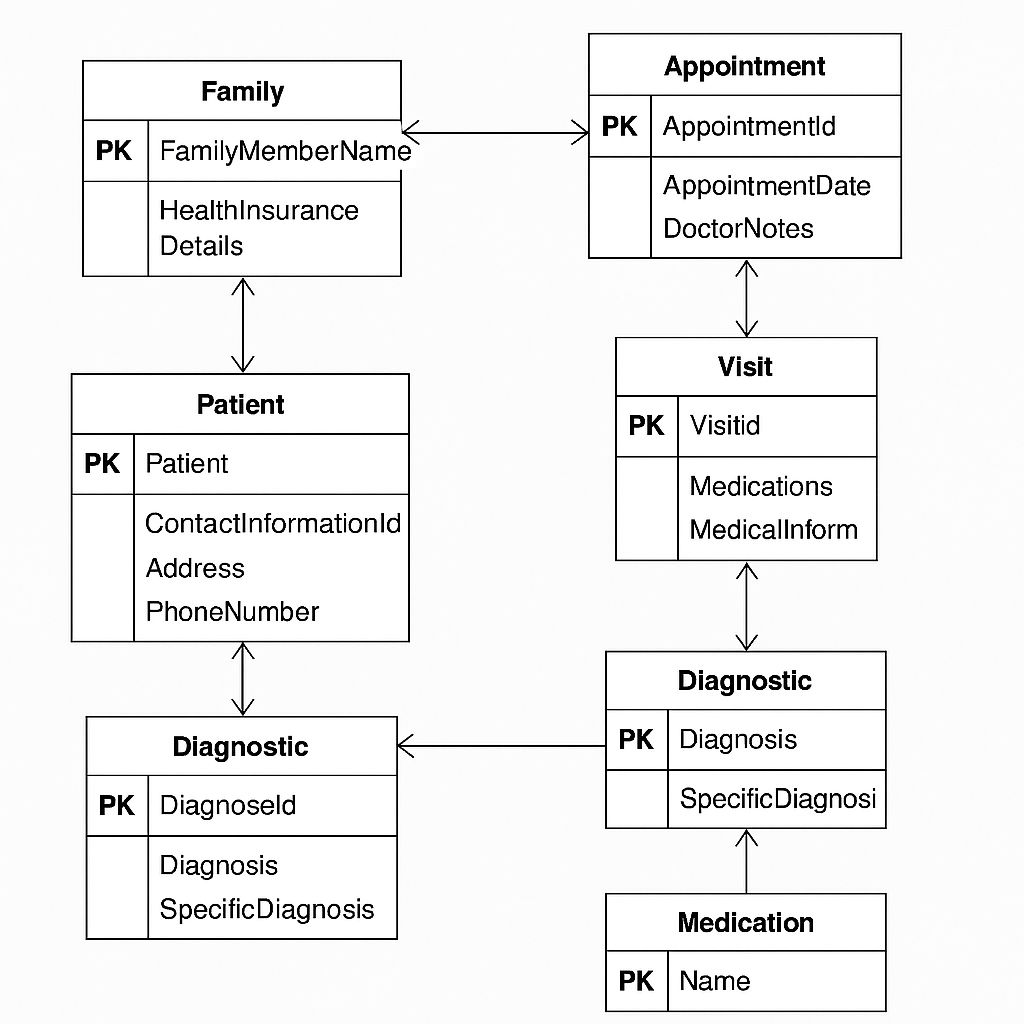 Family
PK FamilyMemberName
HealthInsurance
Details
Appointment
PK AppointmentId
AppointmentDate
DoctorNotes
Patient
PK Patient
ContactInformationId
Address
PhoneNumber
Visit
PK Visitid
Medications
MedicalInform
Diagnostic
PK DiagnoseId
Diagnosis
SpecificDiagnosis
Diagnostic
PK Diagnosis
SpecificDiagnosi
Medication
PK Name